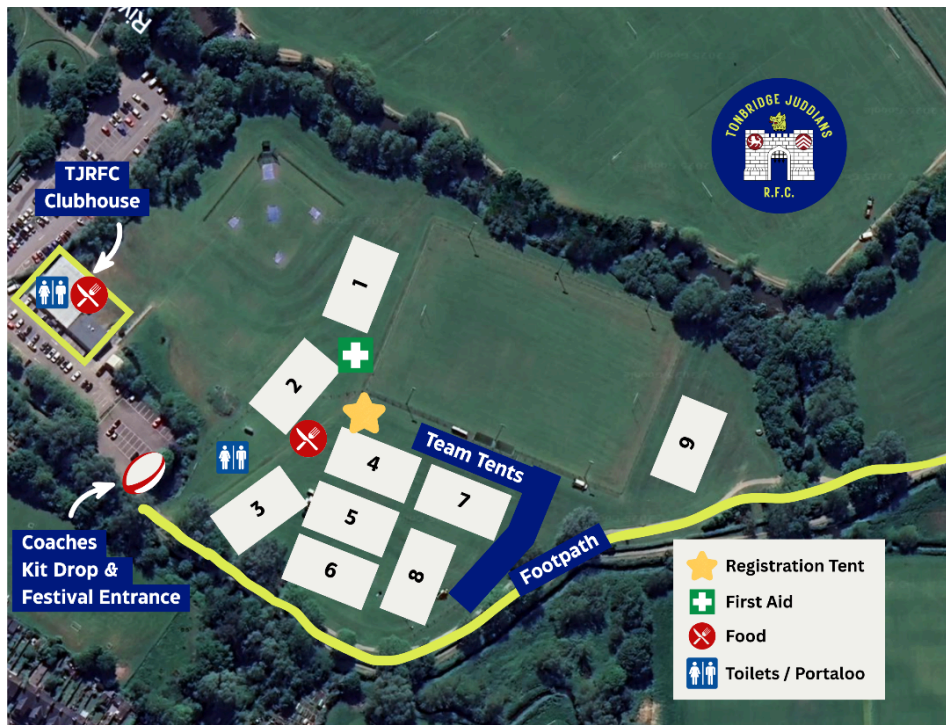 Riv
TONBRIDGE JUDDIANS
R.F.C.
TJRFC
Clubhouse
1
2
3
4
5
6
7
8
9
Team Tents
Footpath
Coaches
Kit Drop &
Festival Entrance
Registration Tent
First Aid
Food
Toilets / Portaloo